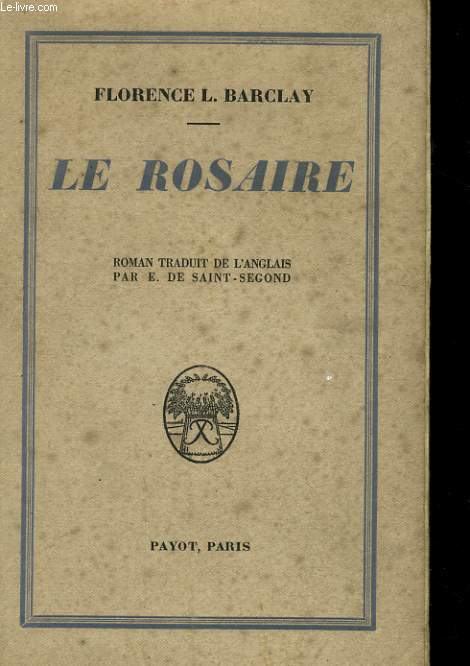 Le-livre.com
FLORENCE L. BARCLAY
LE ROSAIRE
ROMAN TRADUIT DE L'ANGLAIS
PAR E. DE SAINT-SEGOND
PAYOT, PARIS